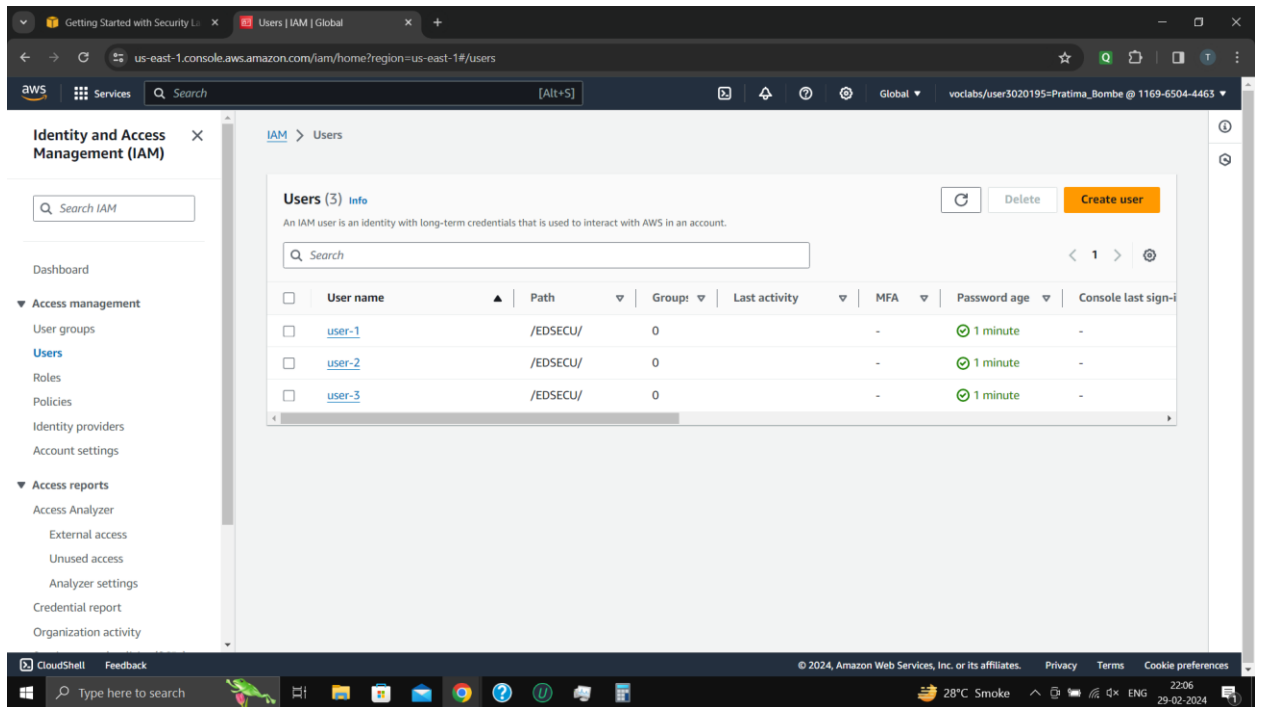 Getting Started with Security La
Users | IAM | Global
us-east-1.console.aws.amazon.com/iam/home?region=us-east-1#/users
aws
Services
Search
[Alt+S]
Global
voclabs/user3020195=Pratima_Bombe @ 1169-6504-4463
Identity and Access
Management (IAM)
Search IAM
Dashboard
Access management
User groups
Users
Roles
Policies
Identity providers
Account settings
Access reports
Access Analyzer
External access
Unused access
Analyzer settings
Credential report
Organization activity
IAM > Users
Users (3) Info
Delete
Create user
An IAM user is an identity with long-term credentials that is used to interact with AWS in an account.
Search
1
User name Path Groups Last activity MFA Password age Console last sign-i
user-1 /EDSECU/ 0 - 1 minute -
user-2 /EDSECU/ 0 - 1 minute -
user-3 /EDSECU/ 0 - 1 minute -
CloudShell Feedback
© 2024, Amazon Web Services, Inc. or its affiliates. Privacy Terms Cookie preferences
Type here to search
28°C Smoke
ENG
22:06
29-02-2024